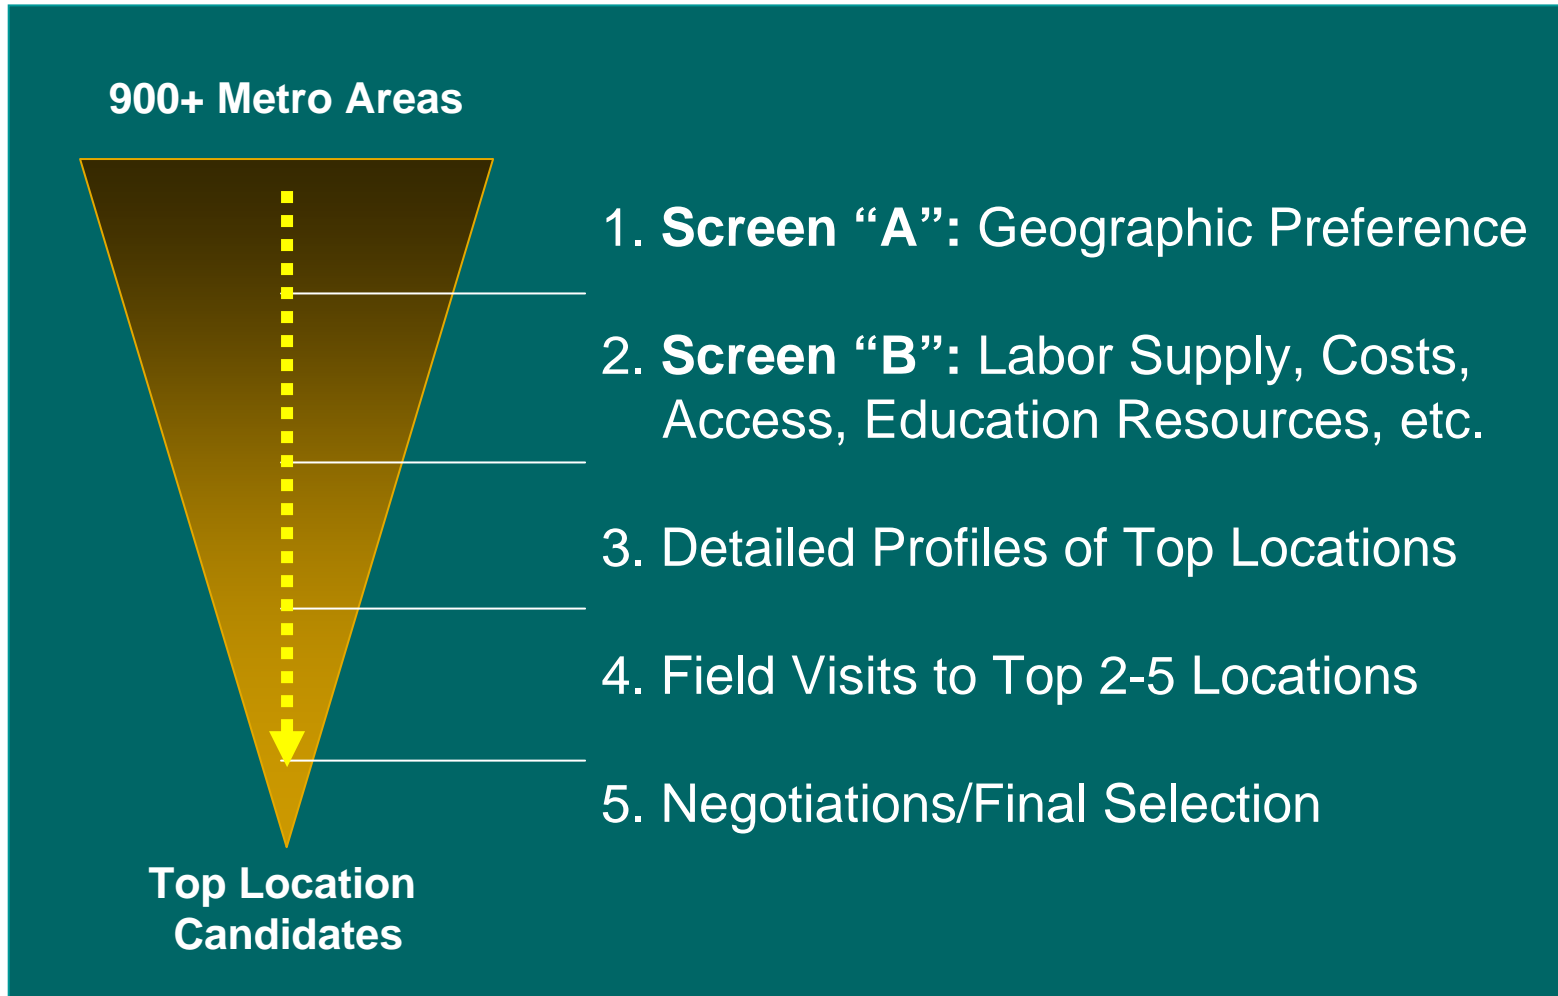 900+ Metro Areas
1. Screen “A”: Geographic Preference
2. Screen “B”: Labor Supply, Costs,
Access, Education Resources, etc.
3. Detailed Profiles of Top Locations
4. Field Visits to Top 2-5 Locations
5. Negotiations/Final Selection
Top Location
Candidates